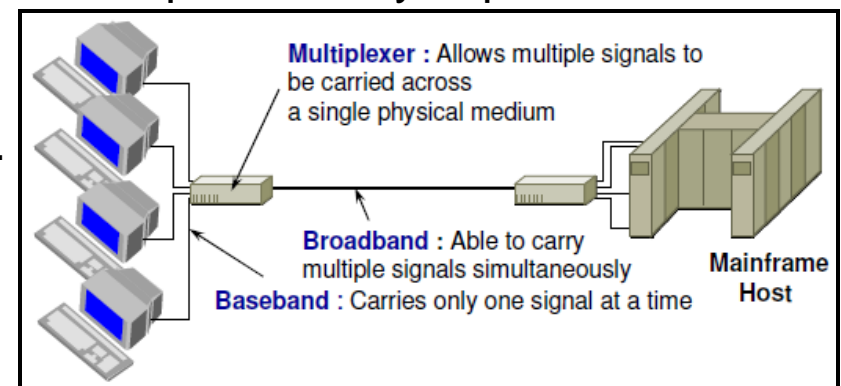 Multiplexer : Allows multiple signals to
be carried across
a single physical medium
Broadband : Able to carry
multiple signals simultaneously
Baseband : Carries only one signal at a time
Mainframe
Host